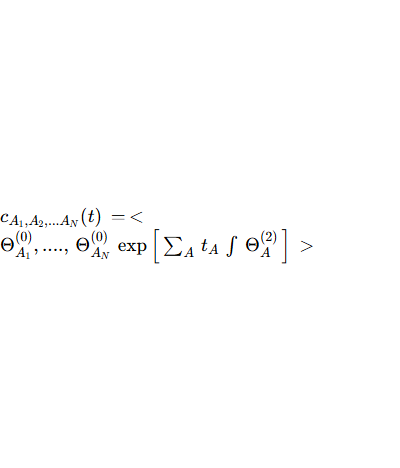 c_{A_1,A_2,...A_N}(t) = <
Θ^{(0)}_{A_1}, ...., Θ^{(0)}_{A_N} exp [ ∑_A t_A ∫ Θ^{(2)}_A ] >